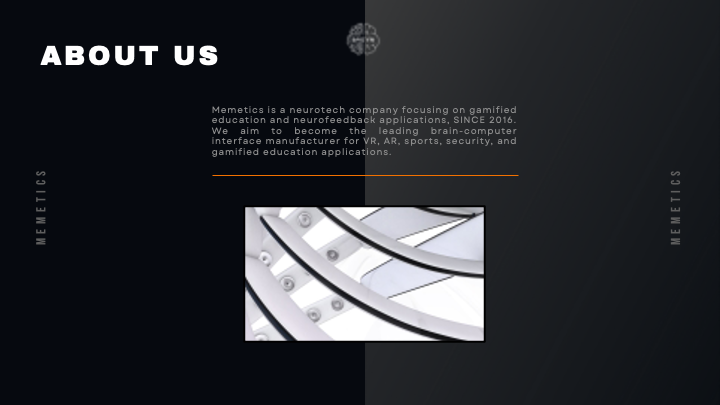 ABOUT US
Memetics is a neurotech company focusing on gamified
education and neurofeedback applications, SINCE 2016.
We aim to become the leading brain-computer
interface manufacturer for VR, AR, sports, security, and
gamified education applications.
MEMETICS
MEMETICS